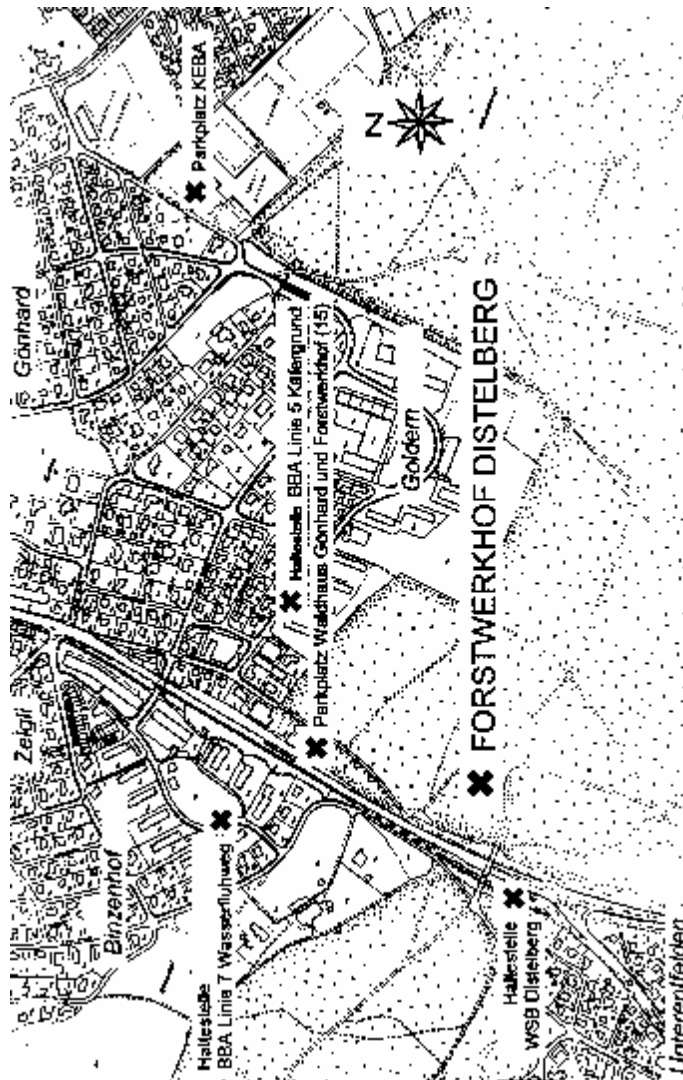 Parkplatz KEBA
N
Gönhard
Haltestelle BBA Linie 5 Käfergrund
Parkplatz Waldhaus Gönhard und Forstwerkhof (15)
Goldern
FORSTWERKHOF DISTELBERG
Zelgli
Binzenhof
Haltestelle
BBA Linie 7 Wasserfluhweg
Haltestelle
WSB Distelberg
Unterentfelden